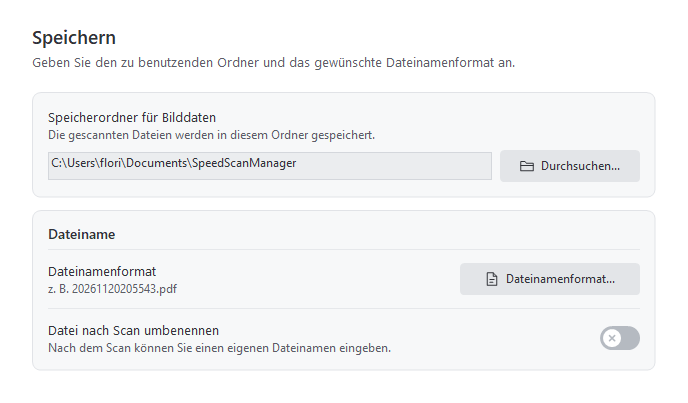 Speichern
Geben Sie den zu benutzenden Ordner und das gewünschte Dateinamenformat an.
Speicherordner für Bilddaten
Die gescannten Dateien werden in diesem Ordner gespeichert.
C:\Users\flori\Documents\SpeedScanManager
Durchsuchen...
Dateiname
Dateinamenformat
z. B. 20261120205543.pdf
Dateinamenformat...
Datei nach Scan umbenennen
Nach dem Scan können Sie einen eigenen Dateinamen eingeben.